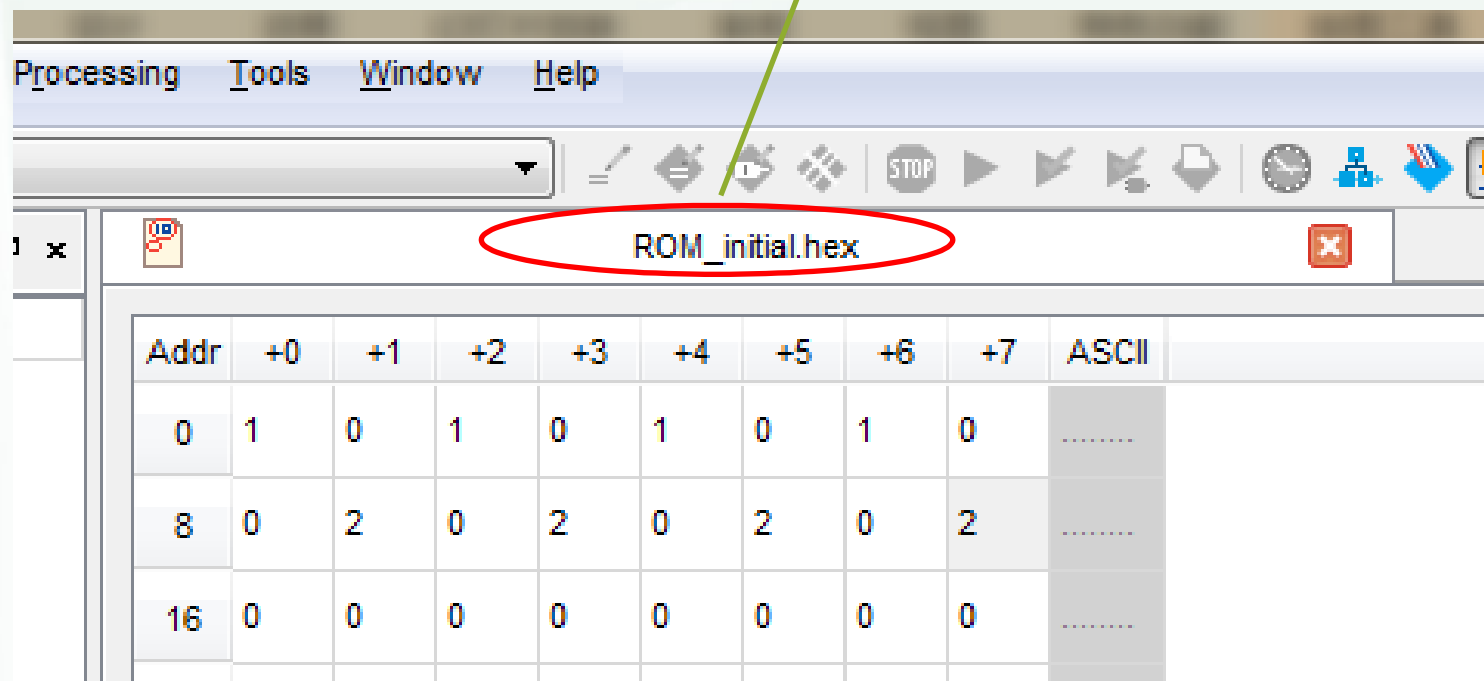 Processing Tools Window Help
STOP
ROM_initial.hex
Addr +0 +1 +2 +3 +4 +5 +6 +7 ASCII
0 1 0 1 0 1 0 1 0 ........
8 0 2 0 2 0 2 0 2 ........
16 0 0 0 0 0 0 0 0 ........